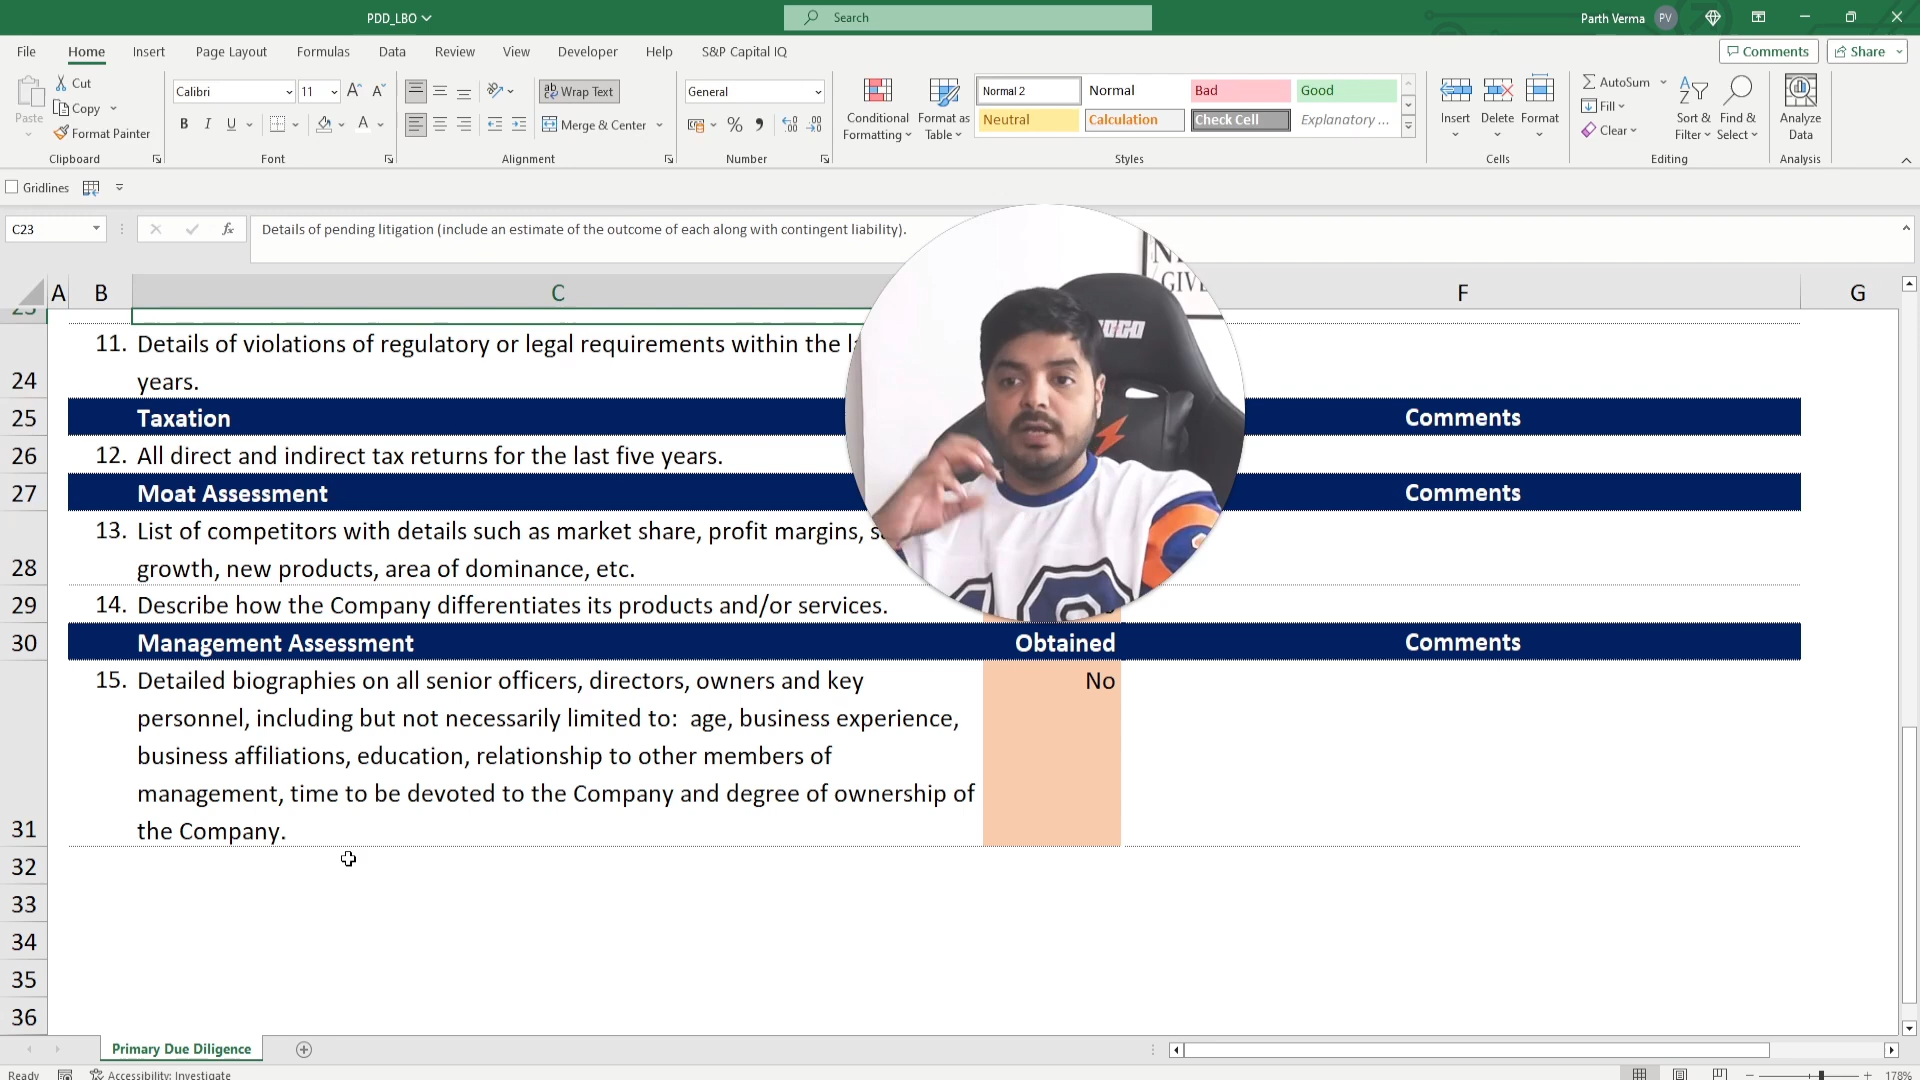 PDD_LBO
Search
Parth Verma PV
File Home Insert Page Layout Formulas Data Review View Developer Help S&P Capital IQ
Comments Share
Paste
Cut
Copy
Format Painter
Clipboard
Calibri 11
B I U
Font
Wrap Text
Merge & Center
Alignment
General
Number
Conditional Formatting
Format as Table
Normal 2 Normal Bad Good
Neutral Calculation Check Cell Explanatory ...
Styles
Insert Delete Format
Cells
AutoSum
Fill
Clear
Sort & Filter
Find & Select
Editing
Analyze Data
Analysis
Gridlines
C23
fx
Details of pending litigation (include an estimate of the outcome of each along with contingent liability).
A B C F G
11. Details of violations of regulatory or legal requirements within the
24 years.
25 Taxation Comments
26 12. All direct and indirect tax returns for the last five years.
27 Moat Assessment Comments
13. List of competitors with details such as market share, profit margins,
28 growth, new products, area of dominance, etc.
29 14. Describe how the Company differentiates its products and/or services.
30 Management Assessment Obtained Comments
15. Detailed biographies on all senior officers, directors, owners and key No
personnel, including but not necessarily limited to: age, business experience,
business affiliations, education, relationship to other members of
management, time to be devoted to the Company and degree of ownership of
31 the Company.
32
33
34
35
36
Primary Due Diligence
Ready Accessibility: Investigate
178%